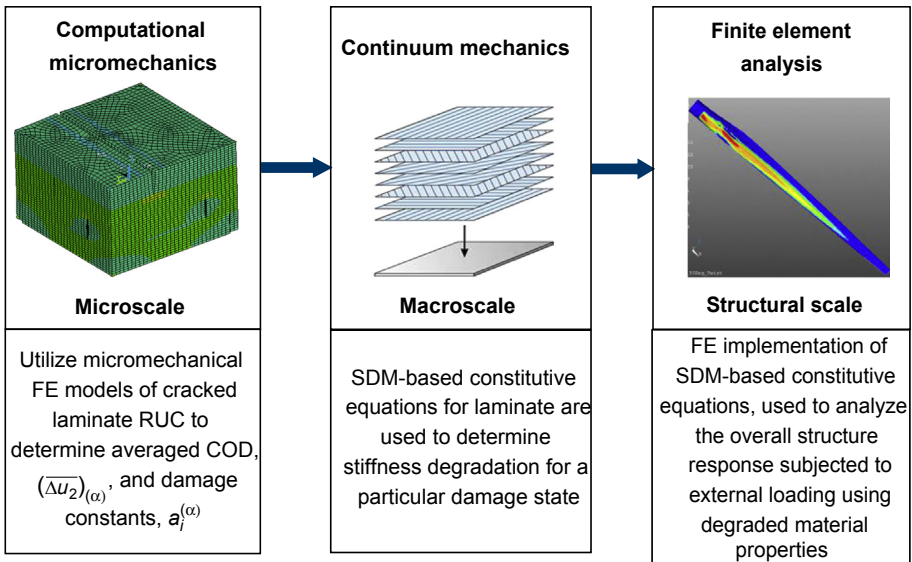 Computational
micromechanics
Microscale
Utilize micromechanical
FE models of cracked
laminate RUC to
determine averaged COD,
(\overline{Δu₂})₍α₎, and damage
constants, aᵢ⁽ᵅ⁾
Continuum mechanics
Macroscale
SDM-based constitutive
equations for laminate are
used to determine
stiffness degradation for a
particular damage state
Finite element
analysis
Structural scale
FE implementation of
SDM-based constitutive
equations, used to analyze
the overall structure
response subjected to
external loading using
degraded material
properties